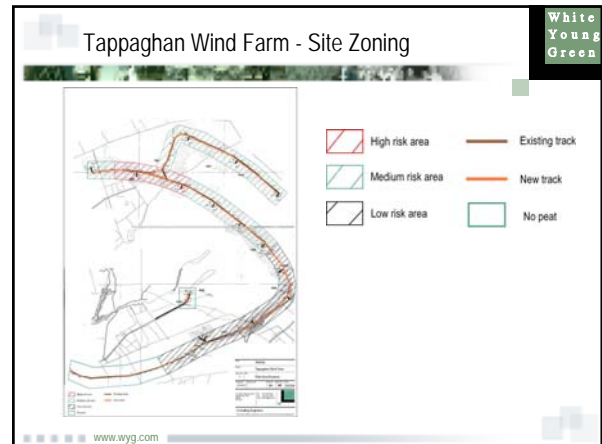 Tappaghan Wind Farm - Site Zoning
White
Young
Green
High risk area
Existing track
Medium risk area
New track
Low risk area
No peat
www.wyg.com